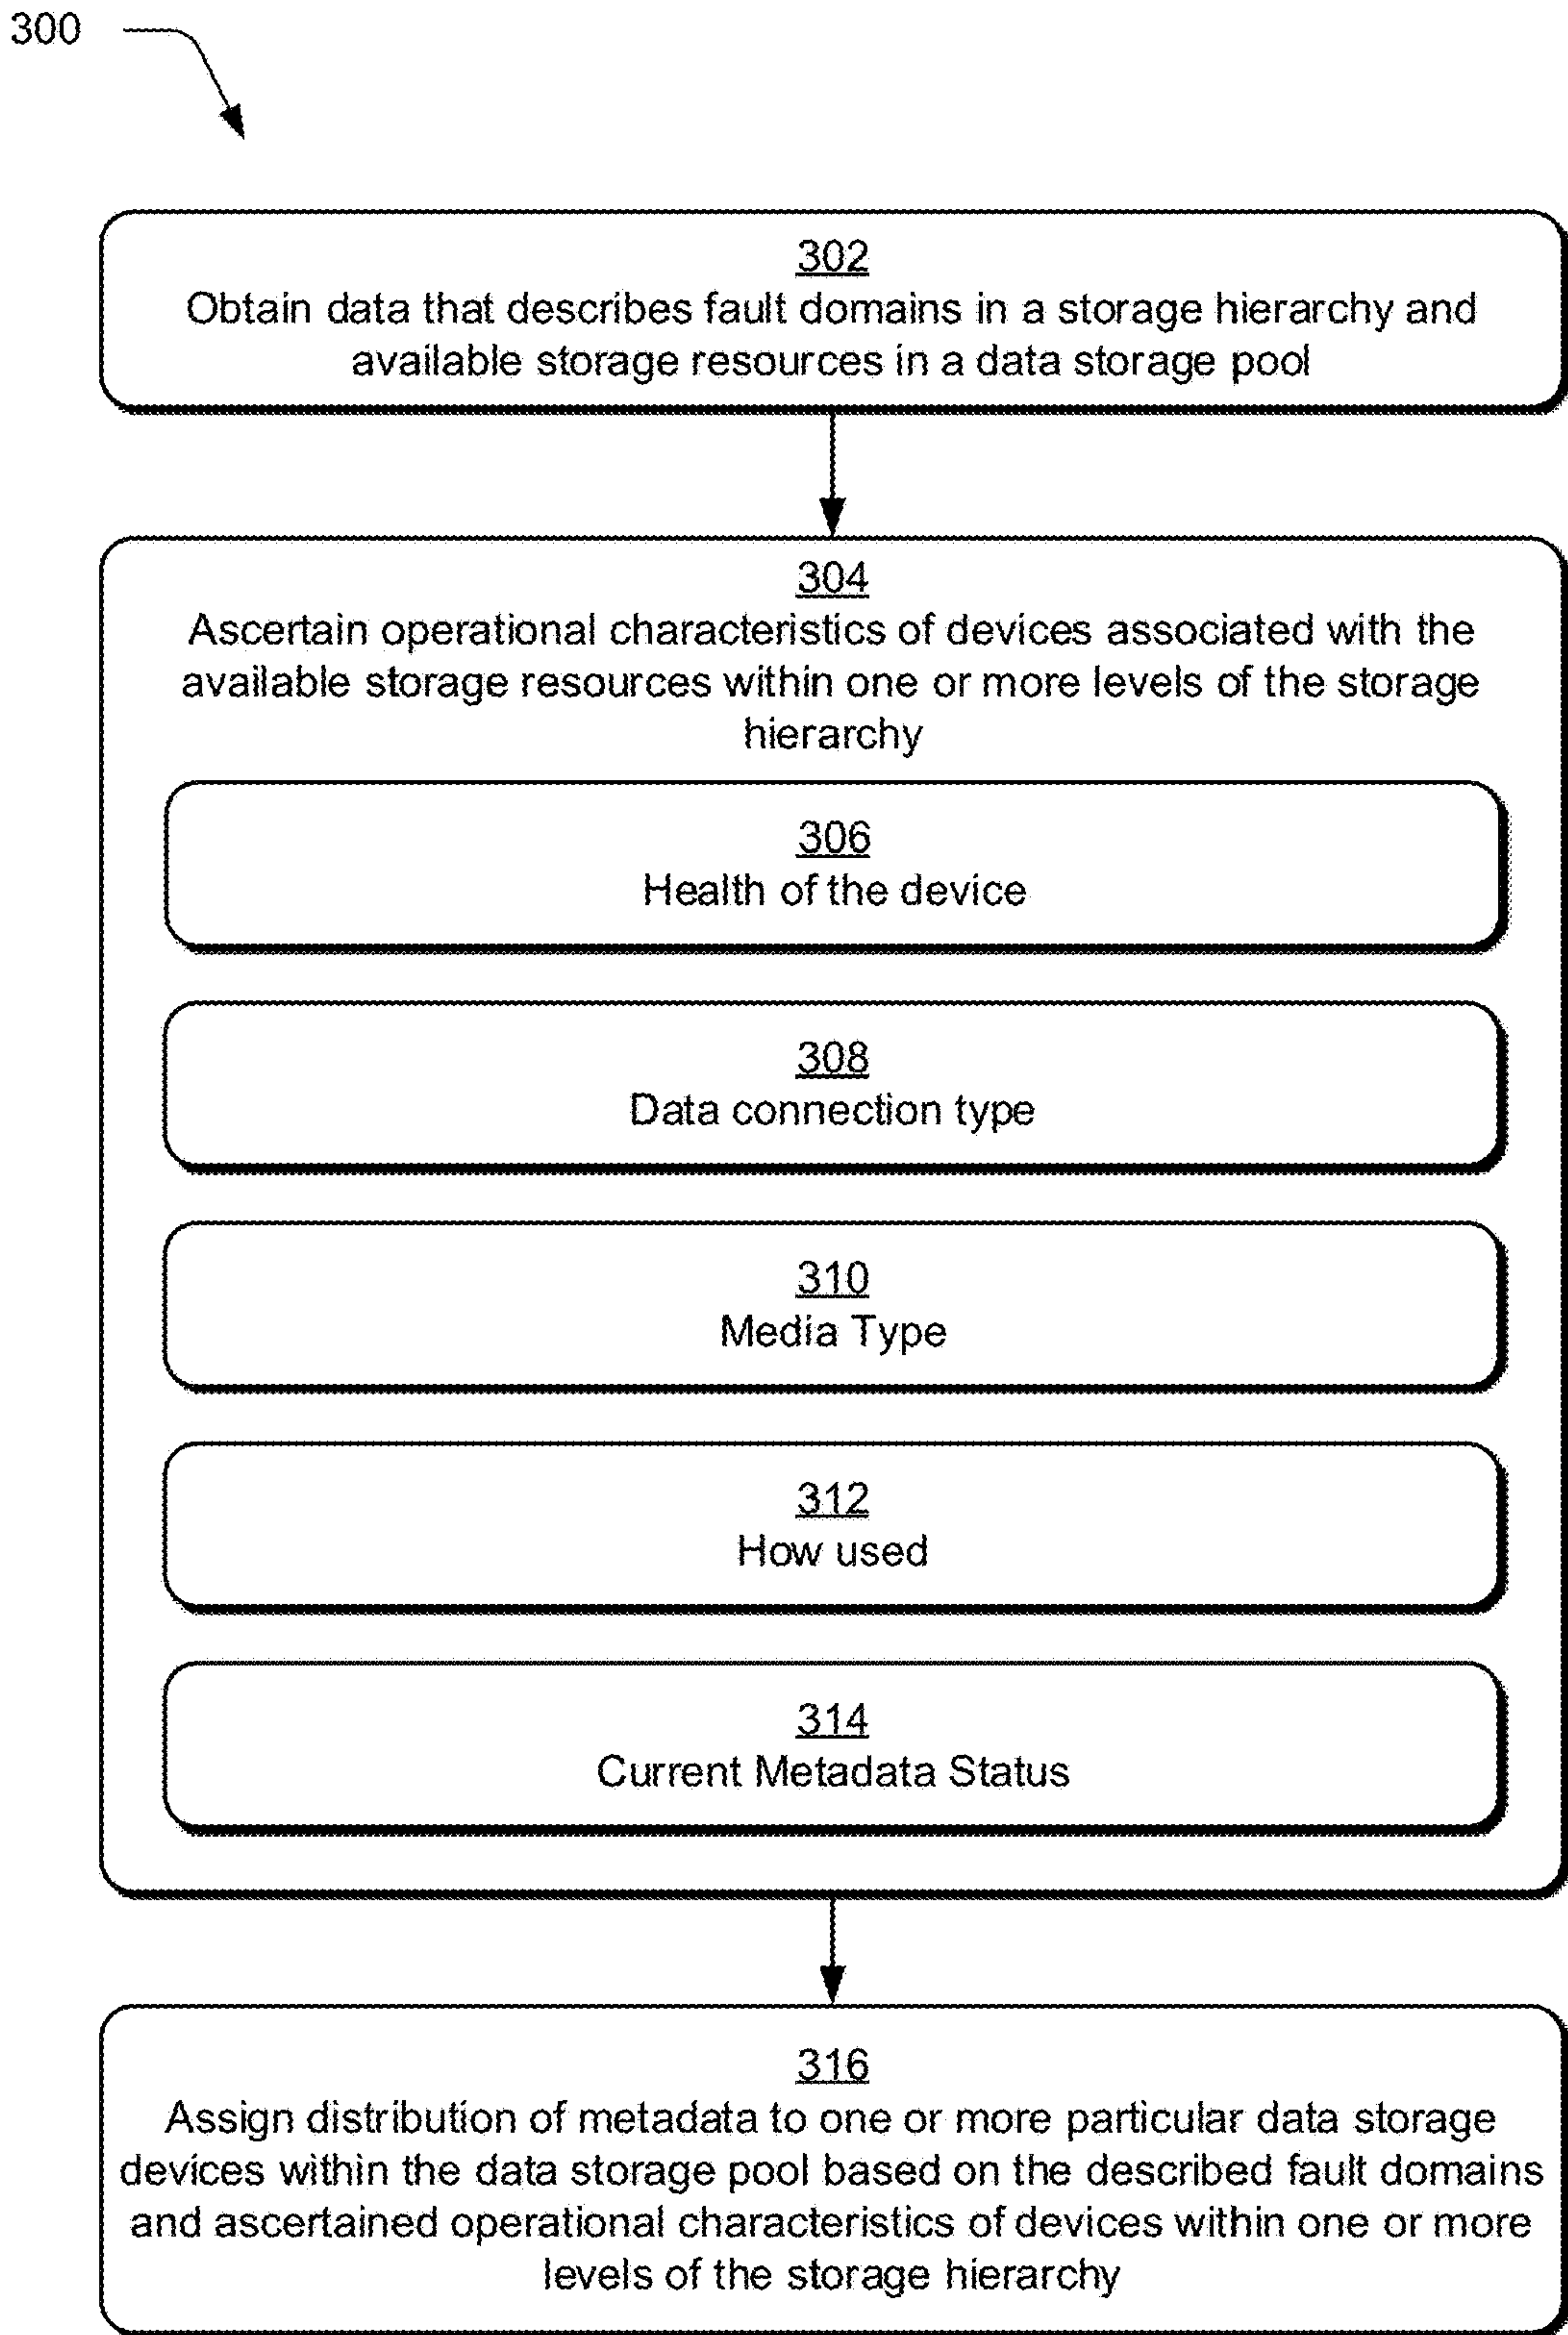 300
302
Obtain data that describes fault domains in a storage hierarchy and
available storage resources in a data storage pool
304
Ascertain operational characteristics of devices associated with the
available storage resources within one or more levels of the storage
hierarchy
306
Health of the device
308
Data connection type
310
Media Type
312
How used
314
Current Metadata Status
316
Assign distribution of metadata to one or more particular data storage
devices within the data storage pool based on the described fault domains
and ascertained operational characteristics of devices within one or more
levels of the storage hierarchy